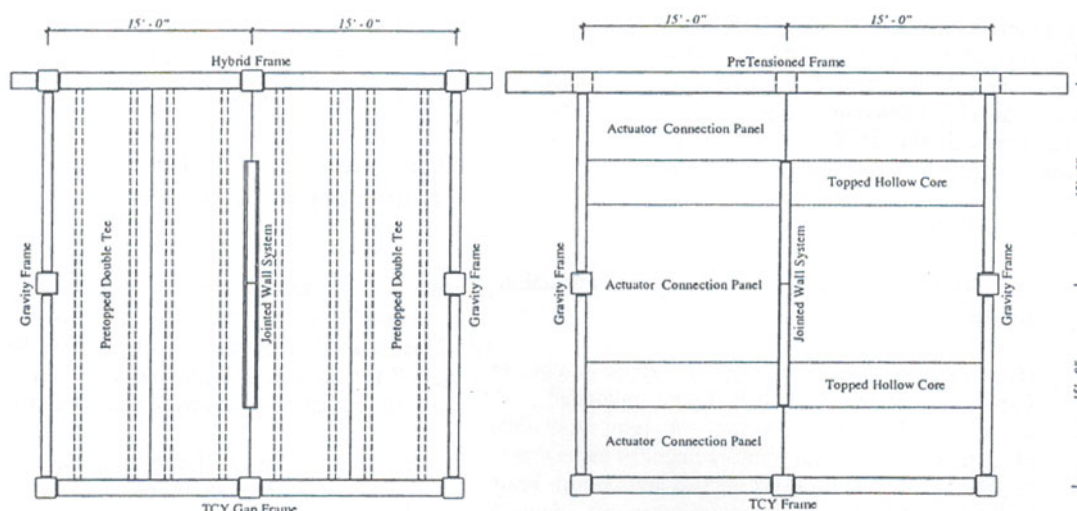 15' - 0"
15' - 0"
Hybrid Frame
Gravity Frame
Pretopped Double Tee
Jointed Wall System
Pretopped Double Tee
Gravity Frame
TCY Gap Frame
15' - 0"
15' - 0"
PreTensioned Frame
Actuator Connection Panel
Topped Hollow Core
Gravity Frame
Actuator Connection Panel
Jointed Wall System
Gravity Frame
Topped Hollow Core
Actuator Connection Panel
TCY Frame